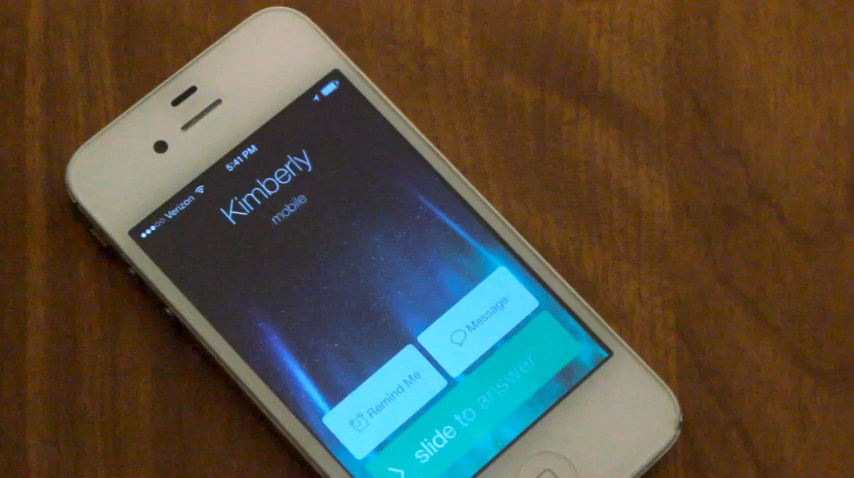 Verizon 5:41 PM
Kimberly
mobile
Remind Me
Message
slide to answer